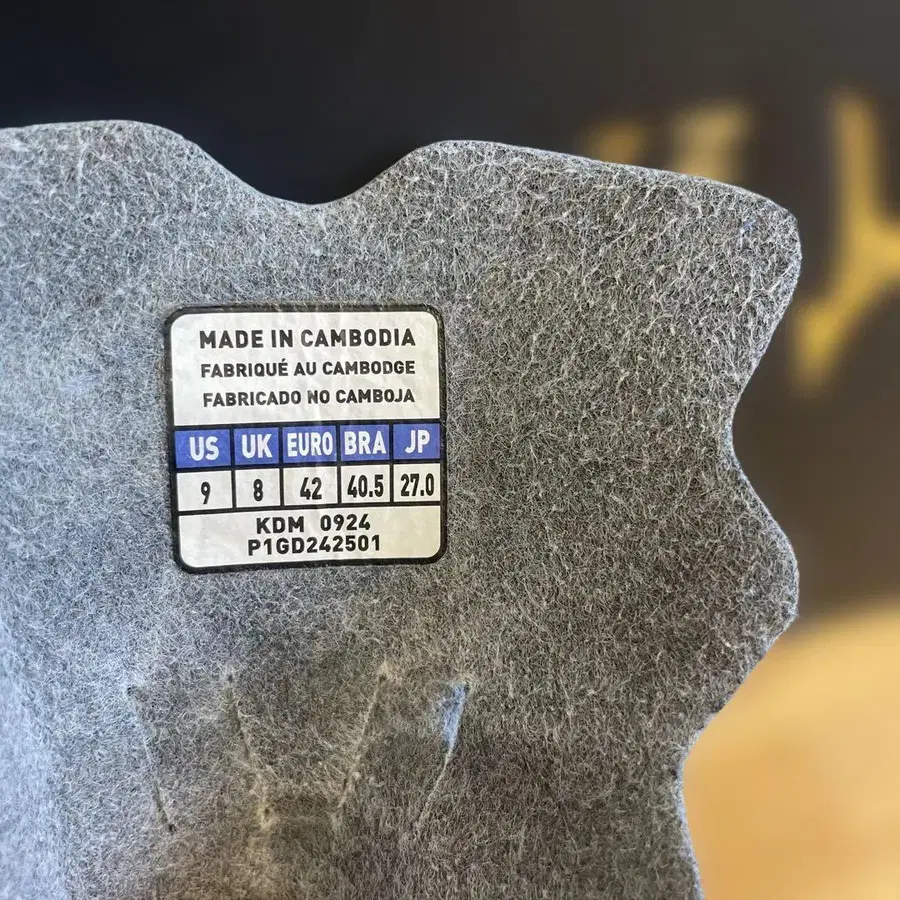 MADE IN CAMBODIA
FABRIQUÉ AU CAMBODGE
FABRICADO NO CAMBOJA
US UK EURO BRA JP
9 8 42 40.5 27.0
KDM 0924
P1GD242501